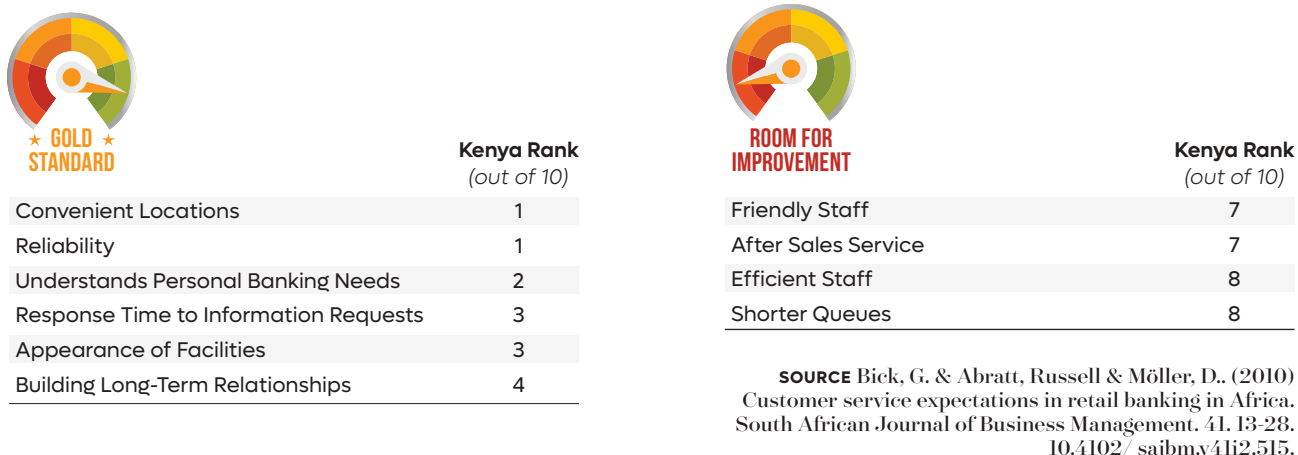 GOLD
STANDARD
Kenya Rank
(out of 10)
Convenient Locations 1
Reliability 1
Understands Personal Banking Needs 2
Response Time to Information Requests 3
Appearance of Facilities 3
Building Long-Term Relationships 4
ROOM FOR
IMPROVEMENT
Kenya Rank
(out of 10)
Friendly Staff 7
After Sales Service 7
Efficient Staff 8
Shorter Queues 8
SOURCE Bick, G. & Abratt, Russell & Möller, D.. (2010)
Customer service expectations in retail banking in Africa.
South African Journal of Business Management. 41. 13-28.
10.4102/ sajbm.v41i2.515.